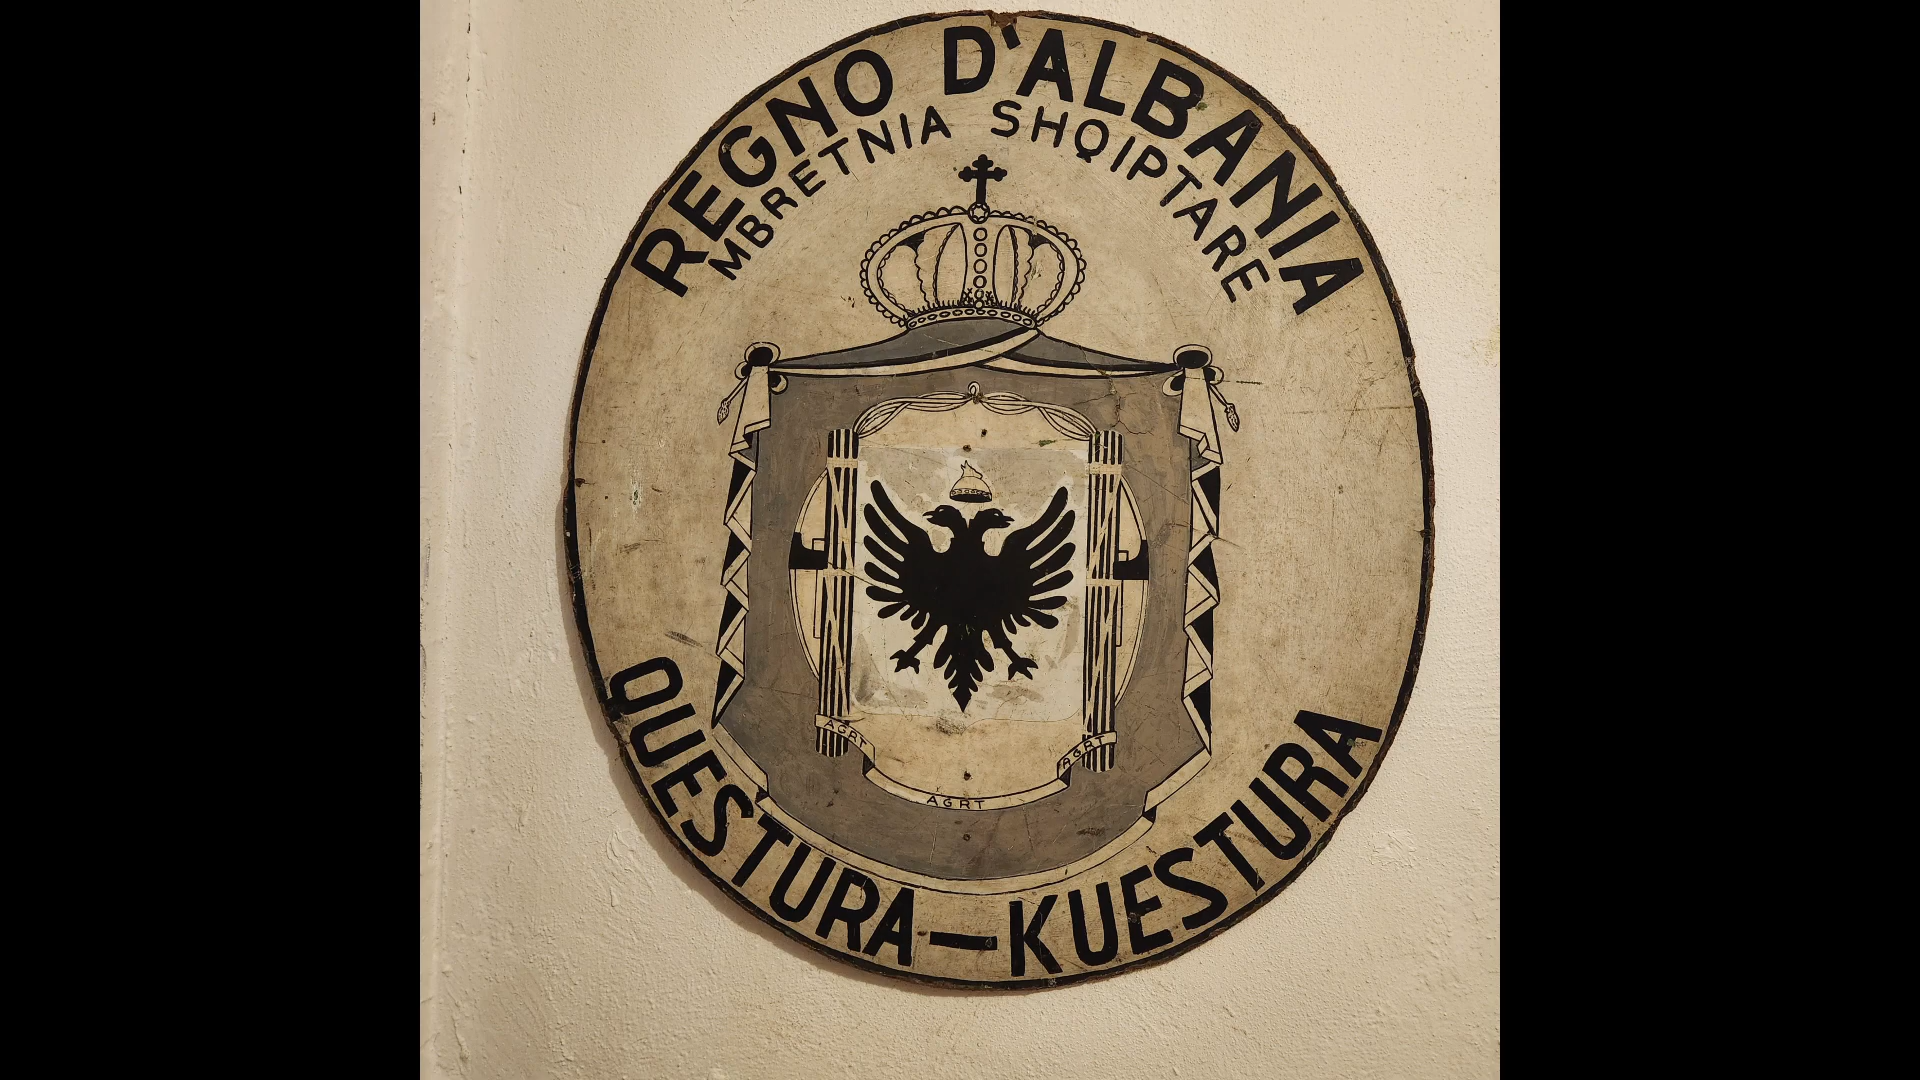 REGNO D'ALBANIA
MBRETNIA SHQIPTARE
AGRT
AGRT
AGRT
QUESTURA — KUESTURA